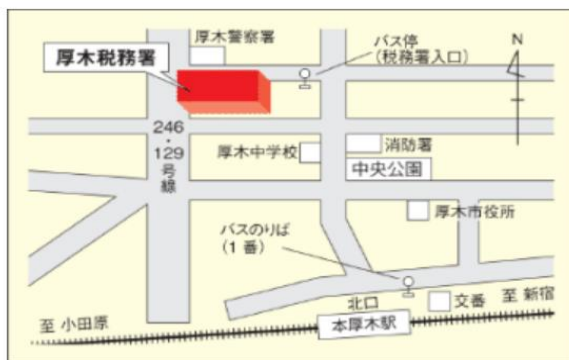 厚木警察署
厚木税務署
バス停
(税務署入口)
N
246
・
129
号
線
厚木中学校
消防署
中央公園
厚木市役所
バスのりば
(1 番)
北口
交番
至 新宿
至 小田原
本厚木駅